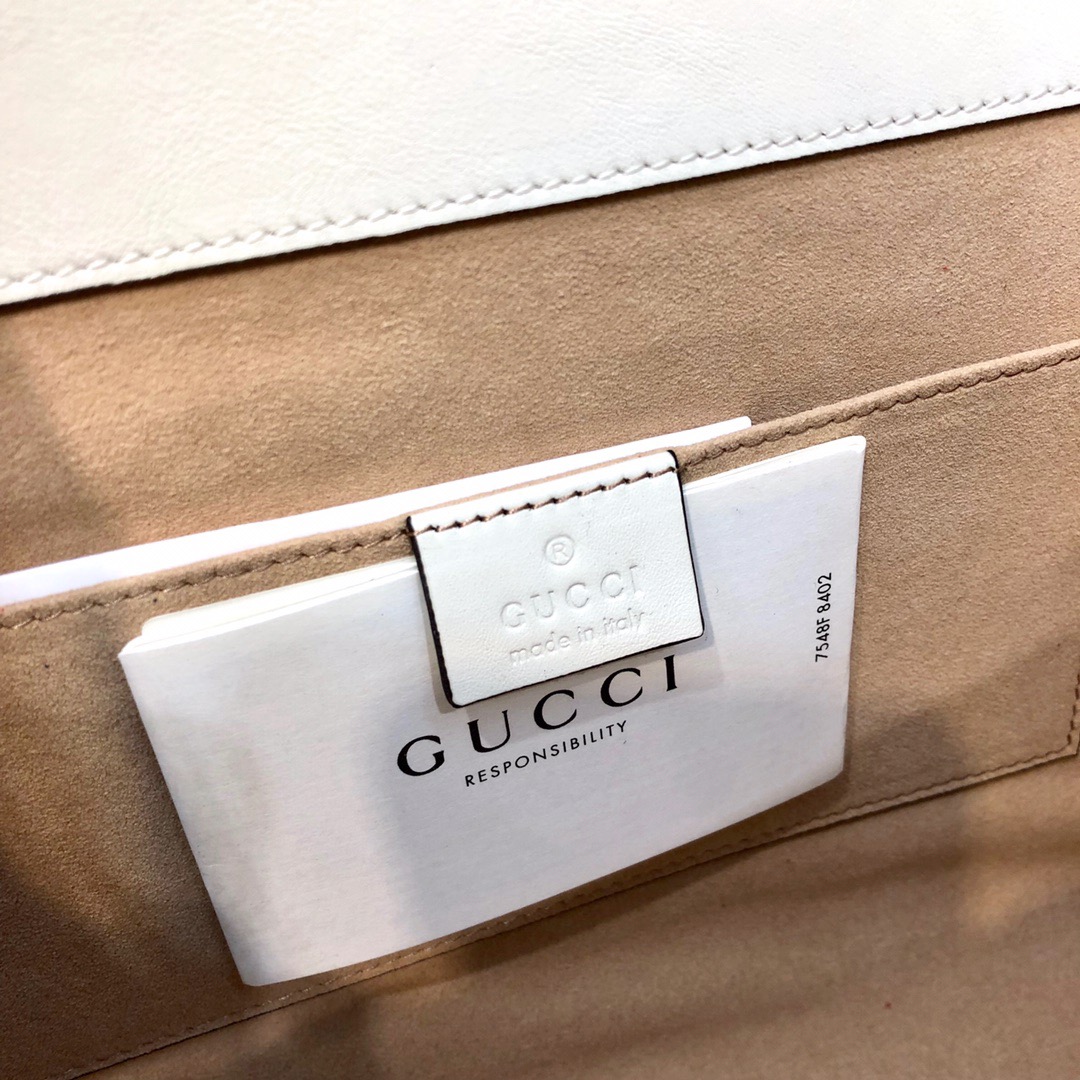 ®
GUCCI
made in italy
GUCCI
RESPONSIBILITY
7548F 8402